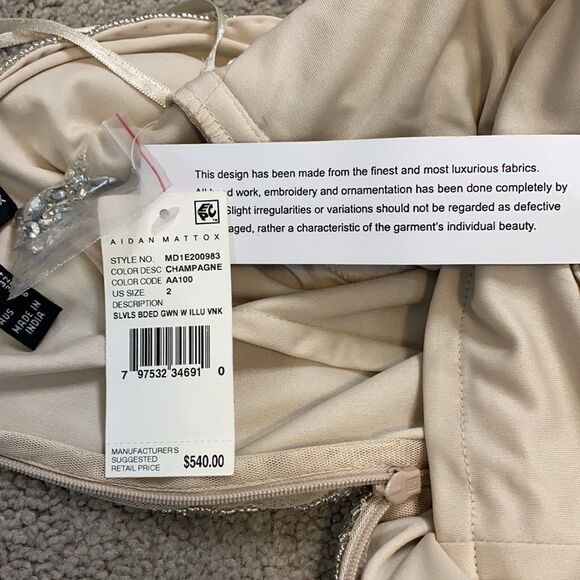 This design has been made from the finest and most luxurious fabrics.
work, embroidery and ornamentation has been done completely by
Slight irregularities or variations should not be regarded as defective
rather a characteristic of the garment's individual beauty.
AIDAN MATTOX
STYLE NO. MD1E200983
COLOR DESC CHAMPAGNE
COLOR CODE AA100
US SIZE 2
DESCRIPTION
SLVLS BDED GWN W ILLU VNK
7 97532 34691 0
MANUFACTURER'S
SUGGESTED
RETAIL PRICE $540.00
X
MADE IN
INDIA